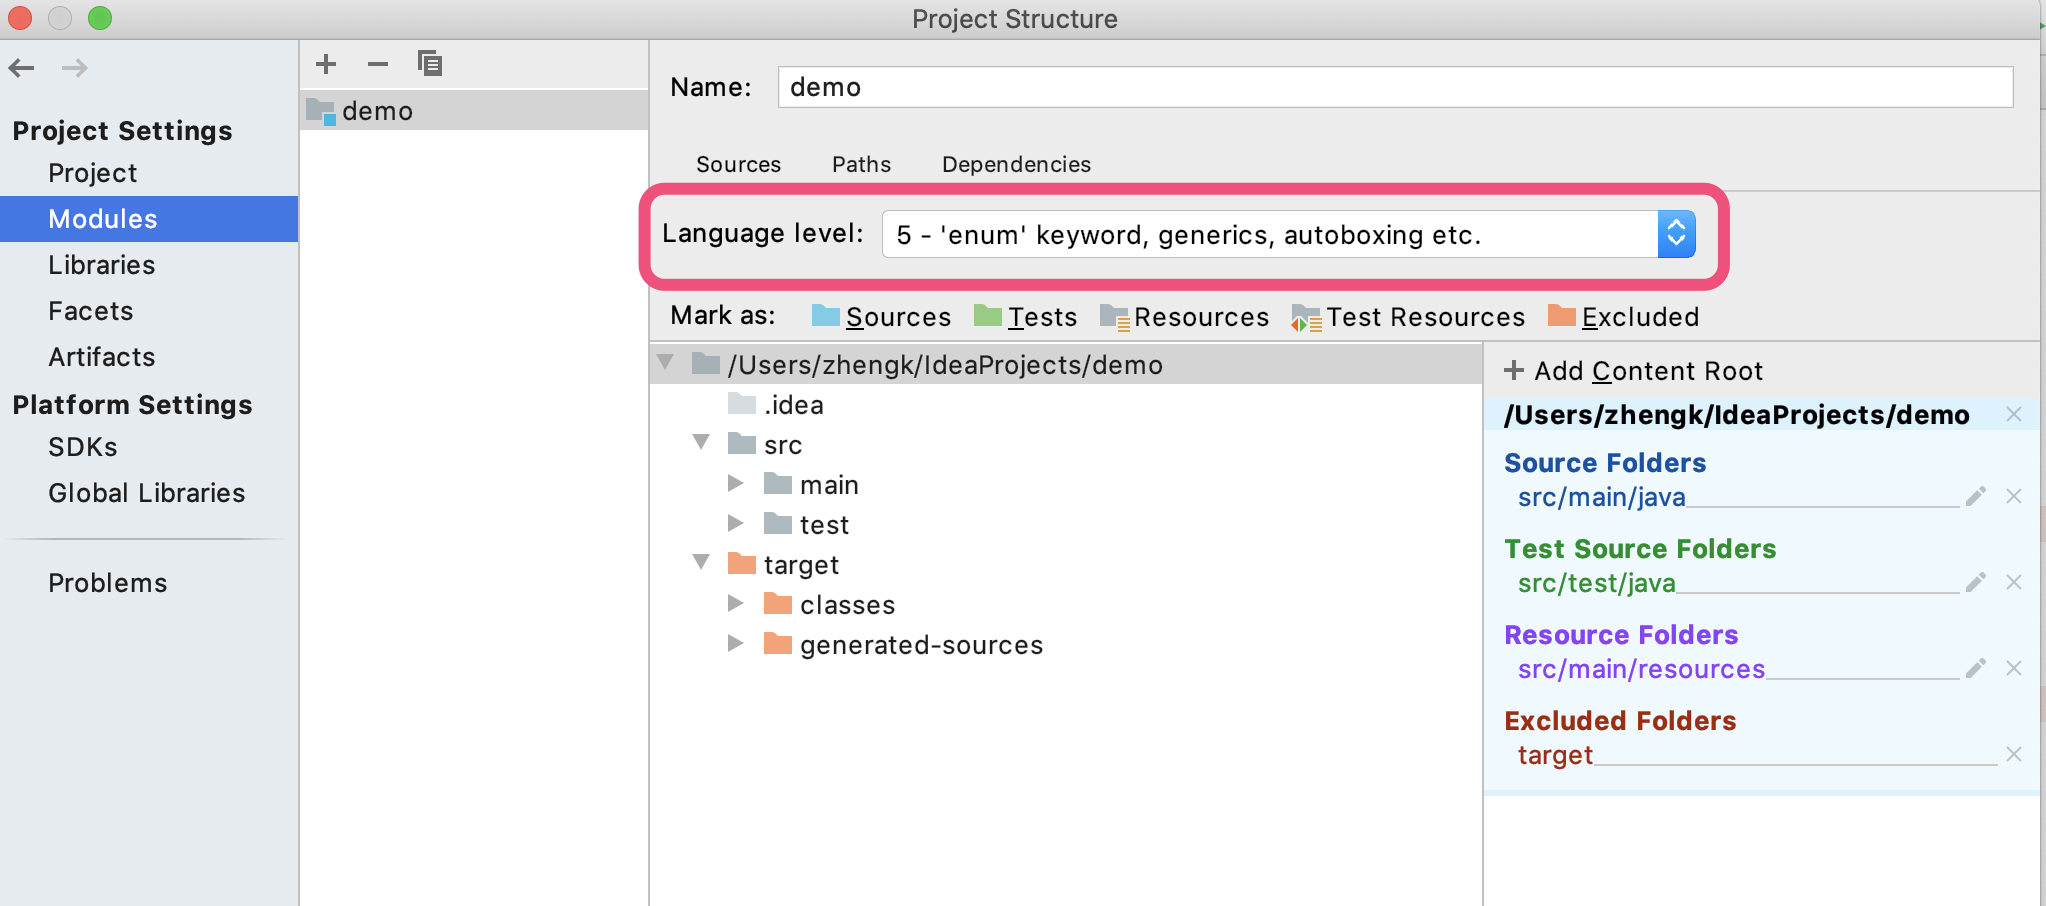 Project Structure
Project Settings
Project
Modules
Libraries
Facets
Artifacts
Platform Settings
SDKs
Global Libraries
Problems
demo
Name: demo
Sources Paths Dependencies
Language level: 5 - 'enum' keyword, generics, autoboxing etc.
Mark as: Sources Tests Resources Test Resources Excluded
/Users/zhengk/IdeaProjects/demo
.idea
src
main
test
target
classes
generated-sources
Add Content Root
/Users/zhengk/IdeaProjects/demo
Source Folders
src/main/java
Test Source Folders
src/test/java
Resource Folders
src/main/resources
Excluded Folders
target